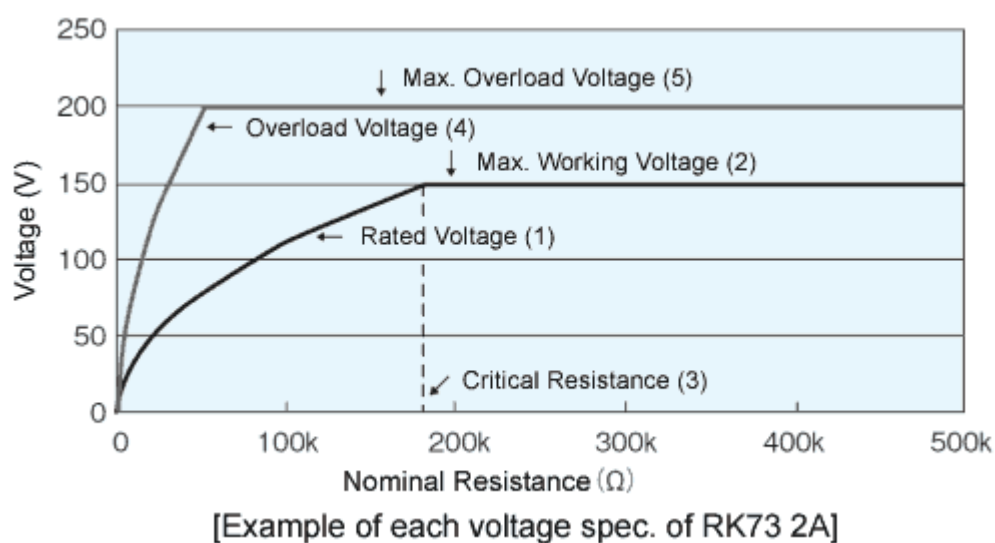 250
200
150
100
50
0
Voltage (V)
Max. Overload Voltage (5)
Overload Voltage (4)
Max. Working Voltage (2)
Rated Voltage (1)
Critical Resistance (3)
0 100k 200k 300k 400k 500k
Nominal Resistance (Ω)
[Example of each voltage spec. of RK73 2A]